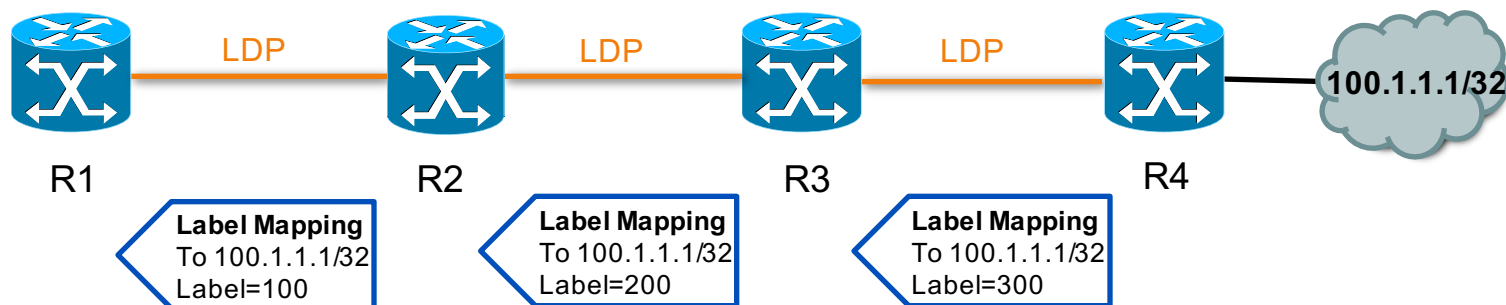 LDP
LDP
LDP
100.1.1.1/32
R1
R2
R3
R4
Label Mapping
To 100.1.1.1/32
Label=100
Label Mapping
To 100.1.1.1/32
Label=200
Label Mapping
To 100.1.1.1/32
Label=300